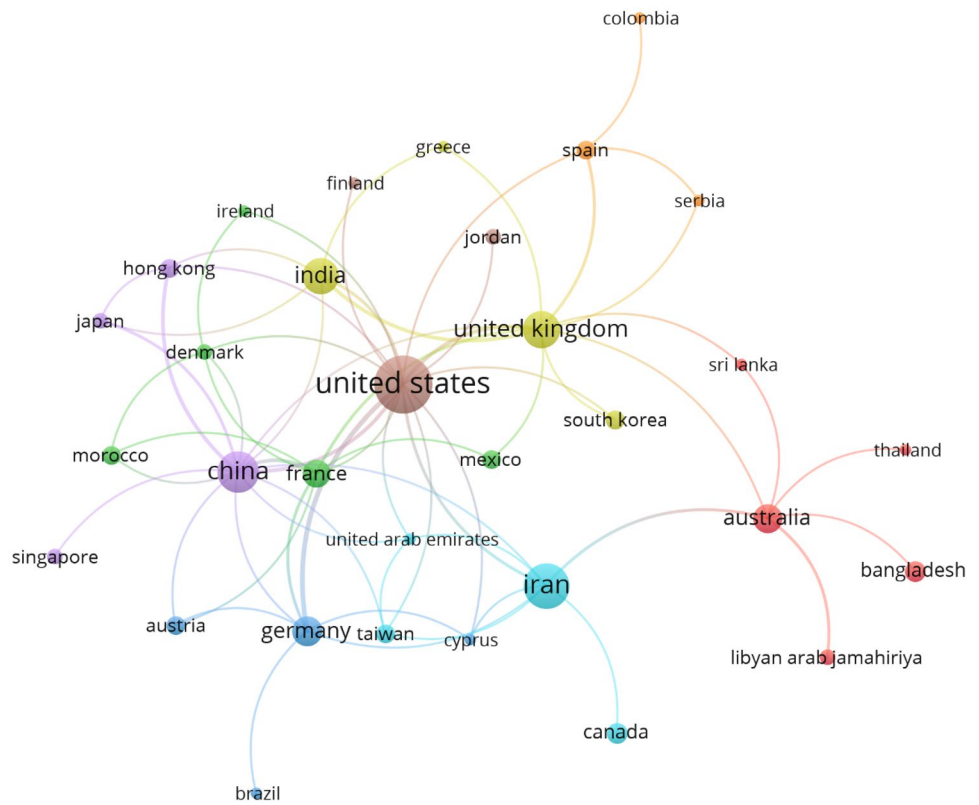 colombia
greece
spain
finland
serbia
ireland
jordan
hong kong
india
japan
united kingdom
denmark
sri lanka
united states
south korea
morocco
china
france
mexico
thailand
australia
united arab emirates
singapore
bangladesh
iran
austria
germany
taiwan
cyprus
libyan arab jamahiriya
canada
brazil